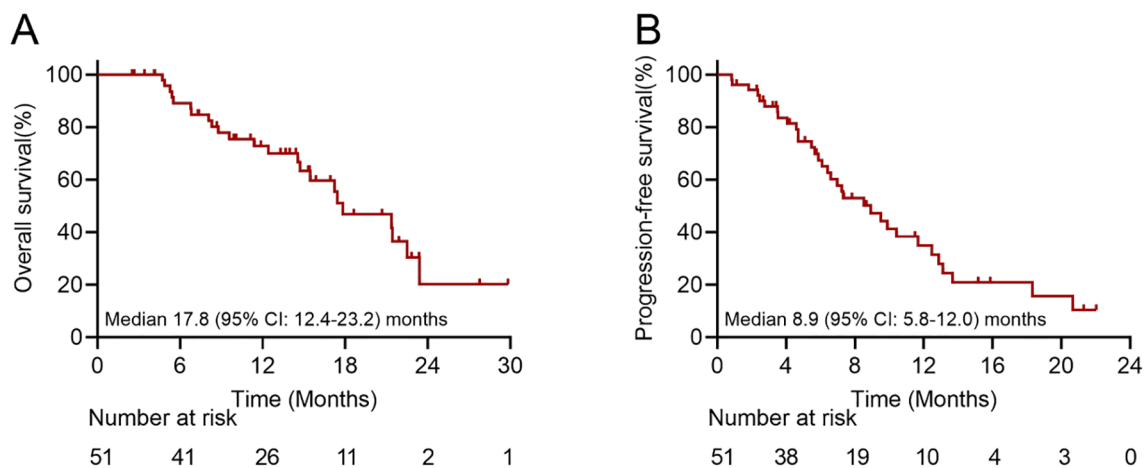 A
Overall survival(%)
100
80
60
40
20
0
Median 17.8 (95% CI: 12.4-23.2) months
0 6 12 18 24 30
Time (Months)
Number at risk
51 41 26 11 2 1
B
Progression-free survival(%)
100
80
60
40
20
0
Median 8.9 (95% CI: 5.8-12.0) months
0 4 8 12 16 20 24
Time (Months)
Number at risk
51 38 19 10 4 3 0